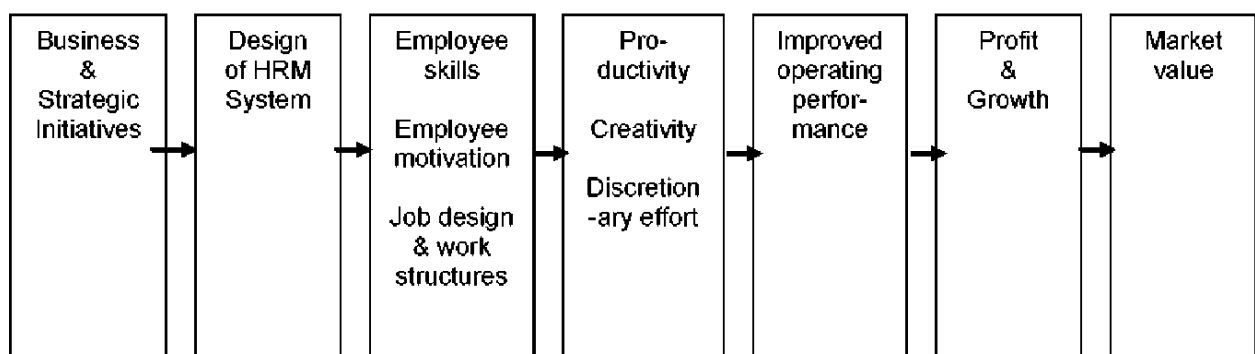 Business
&
Strategic
Initiatives
Design
of HRM
System
Employee
skills
Employee
motivation
Job design
& work
structures
Pro-
ductivity
Creativity
Discretion
-ary effort
Improved
operating
perfor-
mance
Profit
&
Growth
Market
value